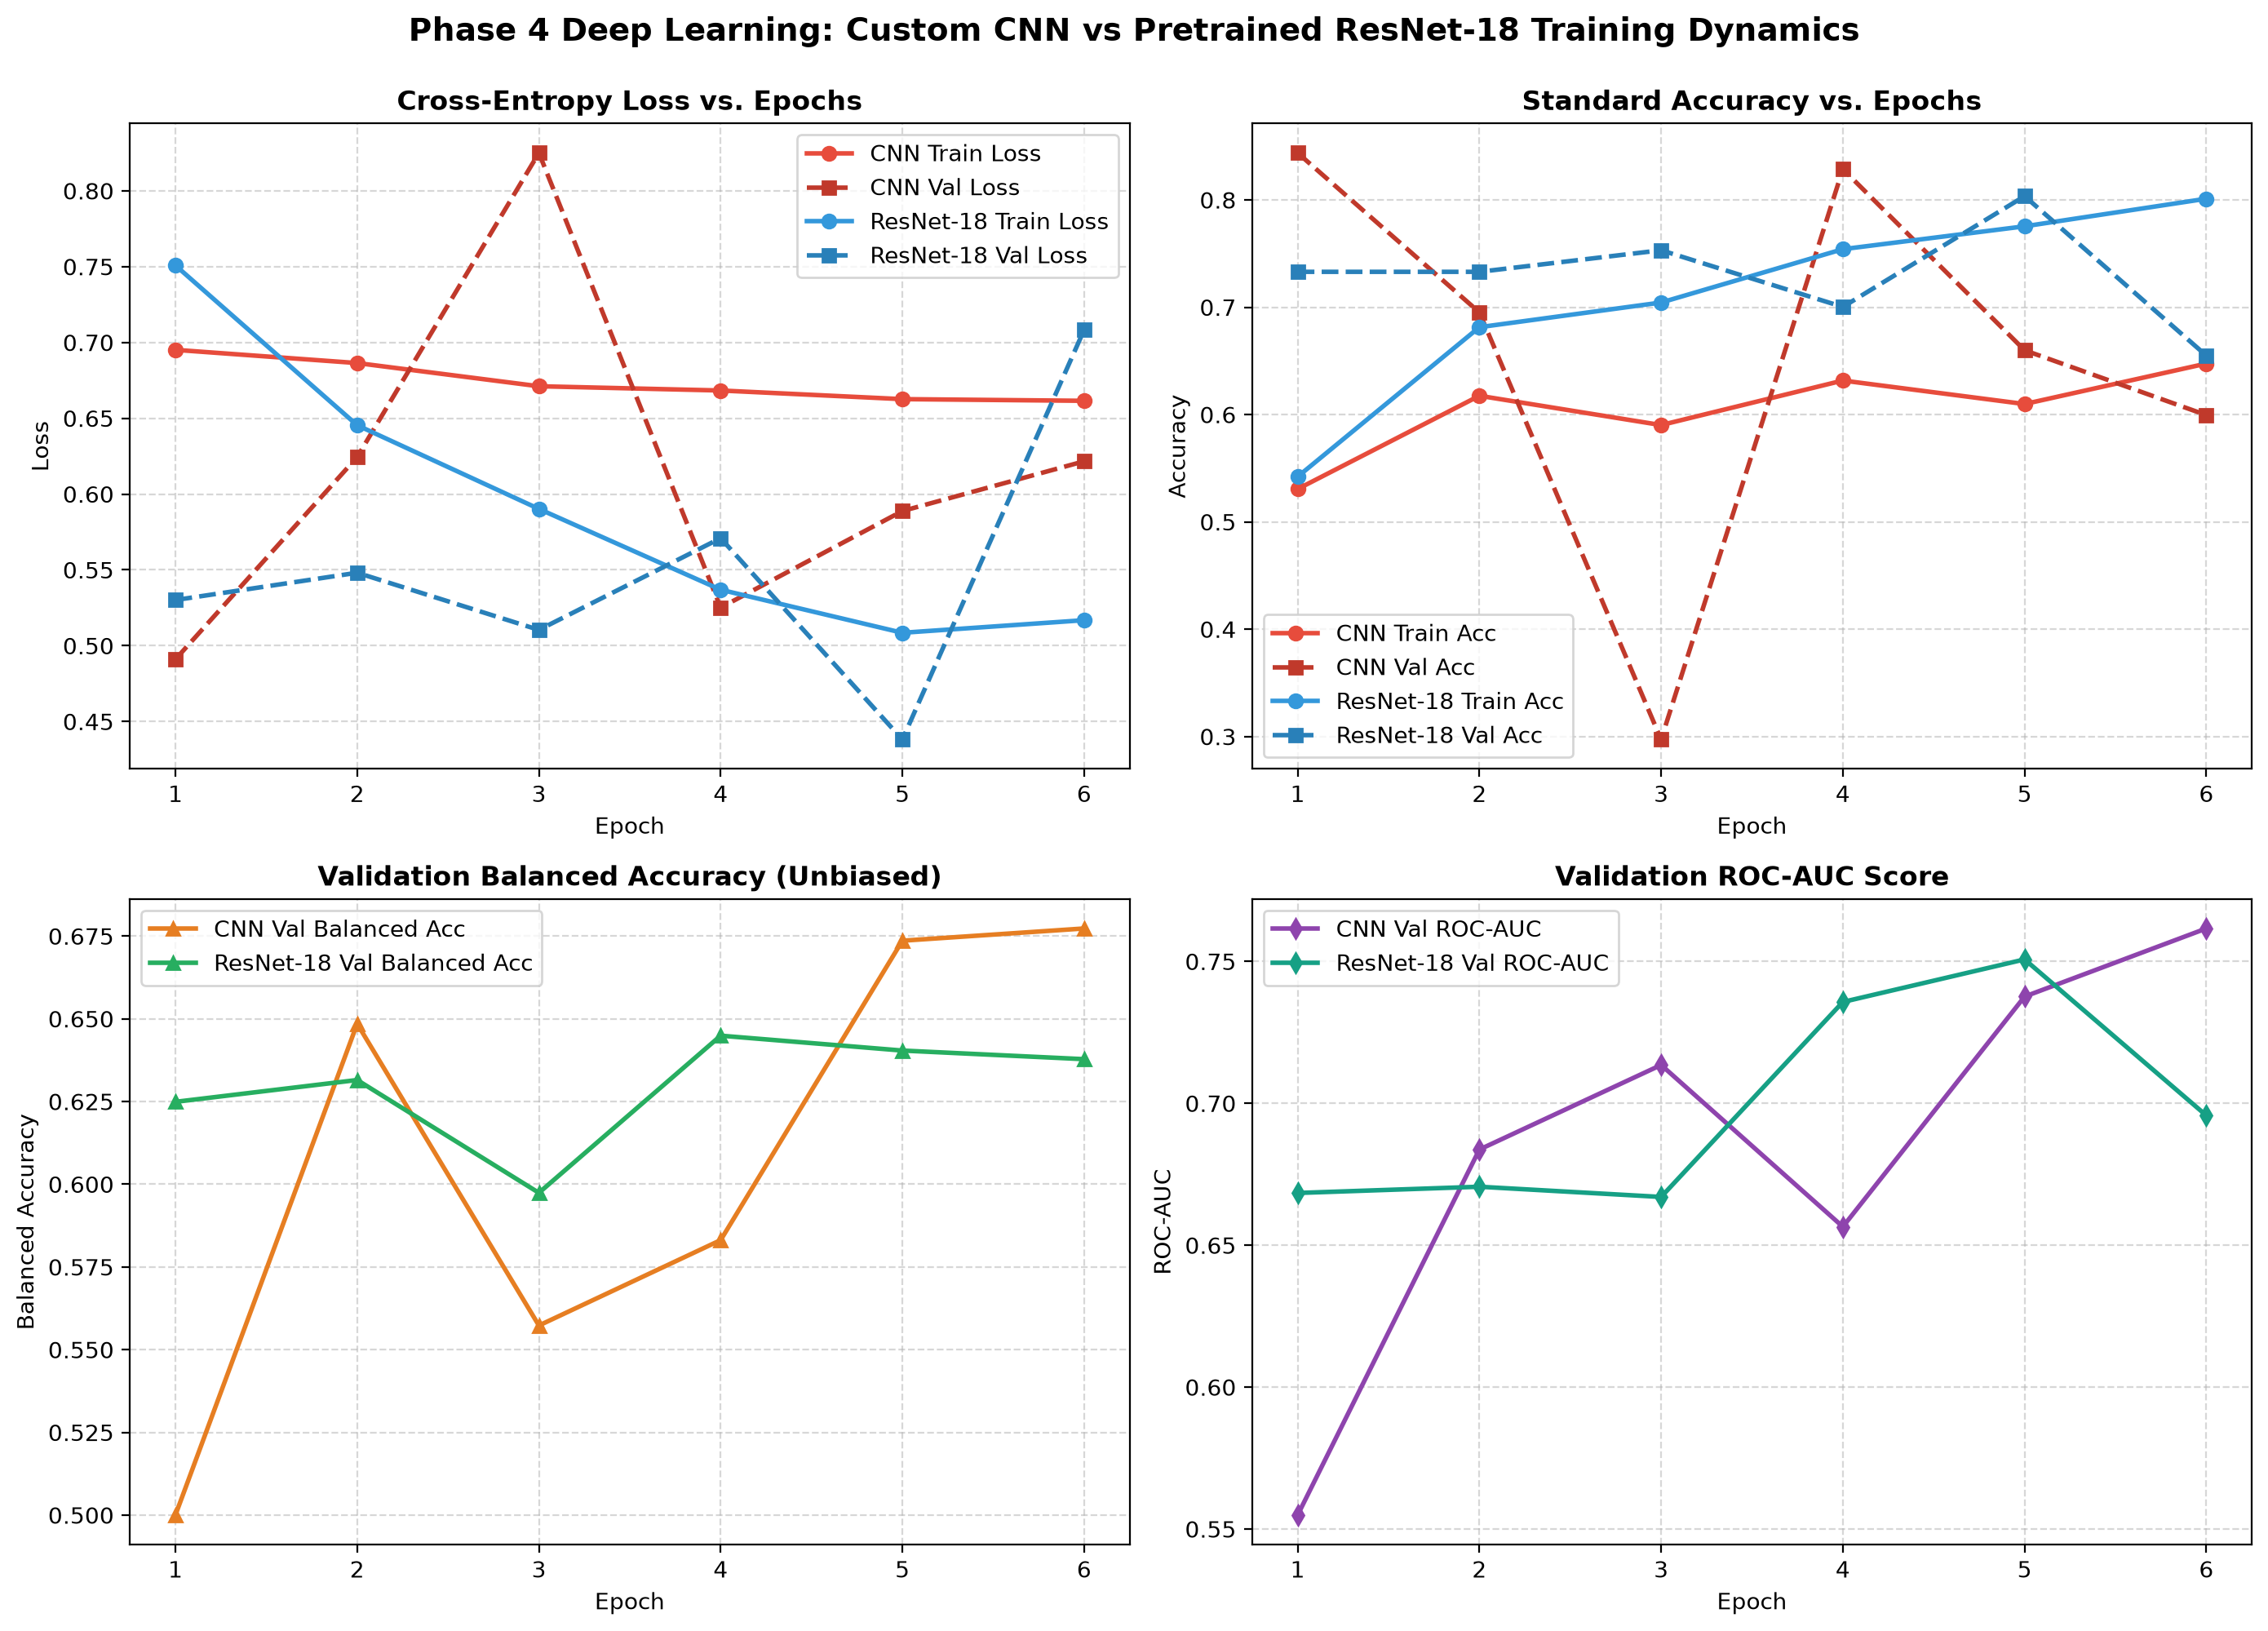 Phase 4 Deep Learning: Custom CNN vs Pretrained ResNet-18 Training Dynamics
Cross-Entropy Loss vs. Epochs
CNN Train Loss
CNN Val Loss
ResNet-18 Train Loss
ResNet-18 Val Loss
0.80
0.75
0.70
0.65
0.60
0.55
0.50
0.45
Loss
1 2 3 4 5 6
Epoch
Standard Accuracy vs. Epochs
0.8
0.7
0.6
0.5
0.4
0.3
Accuracy
CNN Train Acc
CNN Val Acc
ResNet-18 Train Acc
ResNet-18 Val Acc
1 2 3 4 5 6
Epoch
Validation Balanced Accuracy (Unbiased)
CNN Val Balanced Acc
ResNet-18 Val Balanced Acc
0.675
0.650
0.625
0.600
0.575
0.550
0.525
0.500
Balanced Accuracy
1 2 3 4 5 6
Epoch
Validation ROC-AUC Score
CNN Val ROC-AUC
ResNet-18 Val ROC-AUC
0.75
0.70
0.65
0.60
0.55
ROC-AUC
1 2 3 4 5 6
Epoch